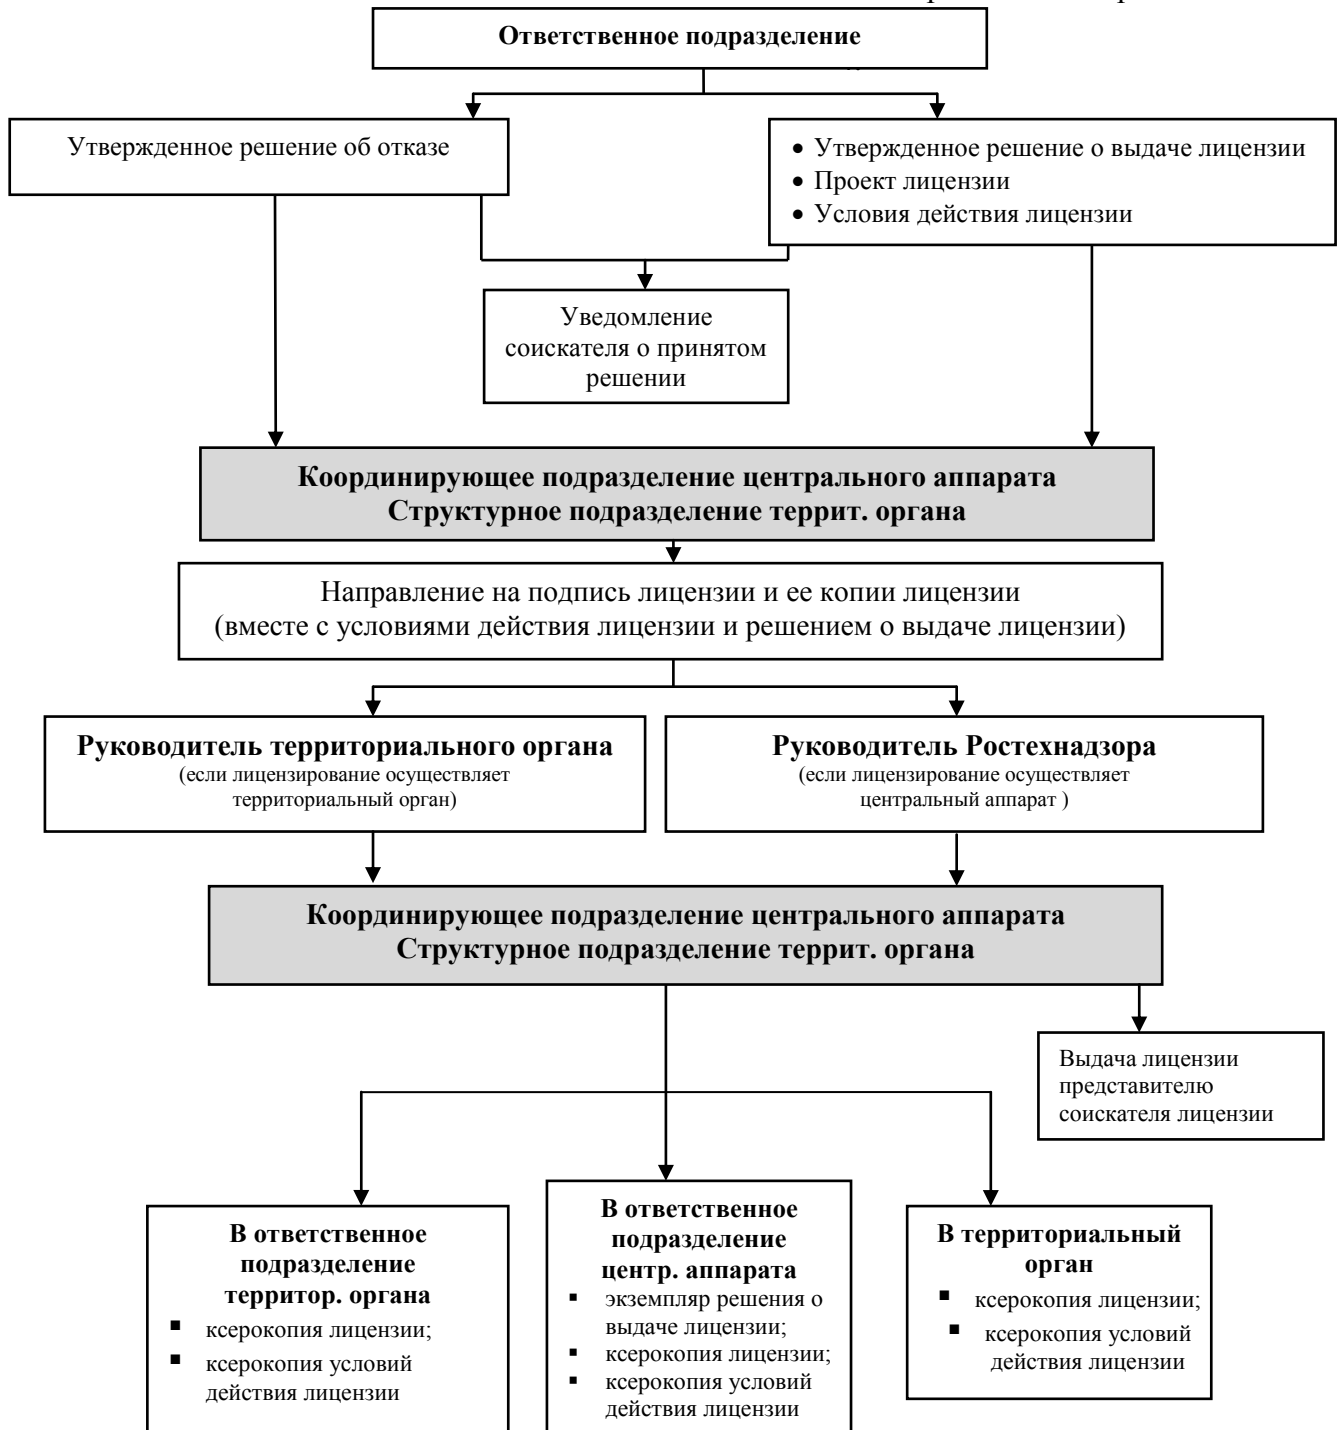 Ответственное подразделение
Утвержденное решение об отказе
• Утвержденное решение о выдаче лицензии
• Проект лицензии
• Условия действия лицензии
Уведомление
соискателя о принятом
решении
Координирующее подразделение центрального аппарата
Структурное подразделение террит. органа
Направление на подпись лицензии и ее копии лицензии
(вместе с условиями действия лицензии и решением о выдаче лицензии)
Руководитель территориального органа
(если лицензирование осуществляет
территориальный орган)
Руководитель Ростехнадзора
(если лицензирование осуществляет
центральный аппарат )
Координирующее подразделение центрального аппарата
Структурное подразделение террит. органа
Выдача лицензии
представителю
соискателя лицензии
В ответственное
подразделение
территор. органа
▪ ксерокопия лицензии;
▪ ксерокопия условий
действия лицензии
В ответственное
подразделение
центр. аппарата
▪ экземпляр решения о
выдаче лицензии;
▪ ксерокопия лицензии;
▪ ксерокопия условий
действия лицензии
В территориальный
орган
▪ ксерокопия лицензии;
▪ ксерокопия условий
действия лицензии